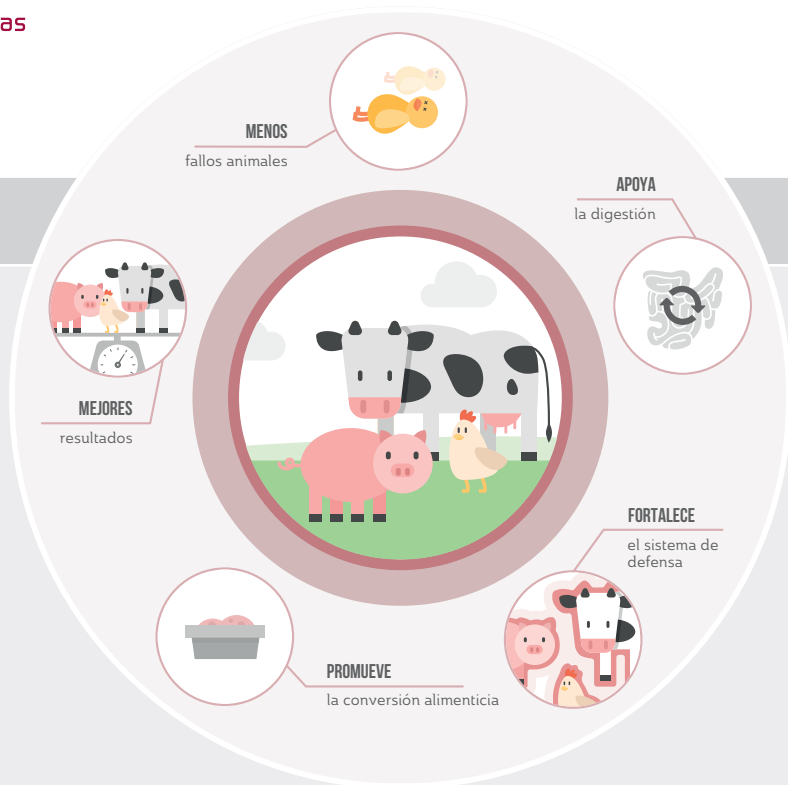 as
MENOS
fallos animales
APOYA
la digestión
MEJORES
resultados
FORTALECE
el sistema de
defensa
PROMUEVE
la conversión alimenticia